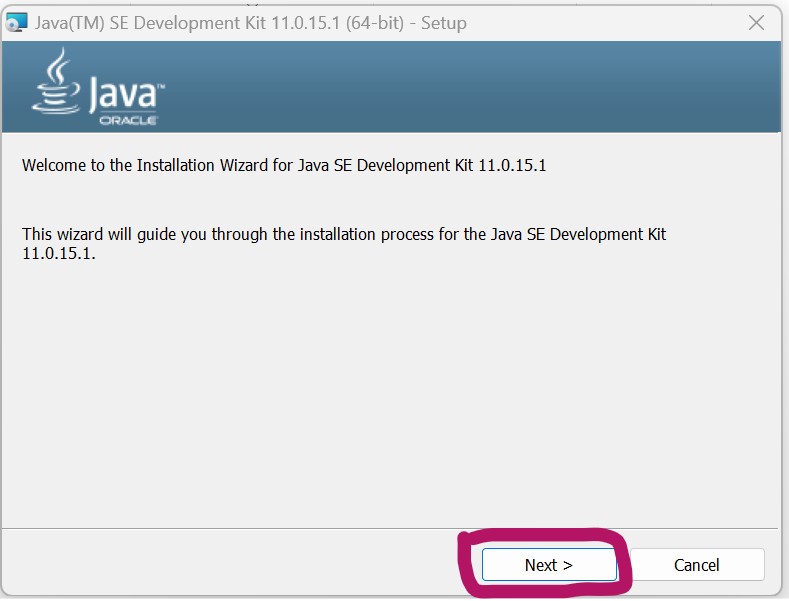 Java(TM) SE Development Kit 11.0.15.1 (64-bit) - Setup
Java™
ORACLE
Welcome to the Installation Wizard for Java SE Development Kit 11.0.15.1
This wizard will guide you through the installation process for the Java SE Development Kit
11.0.15.1.
Next >
Cancel